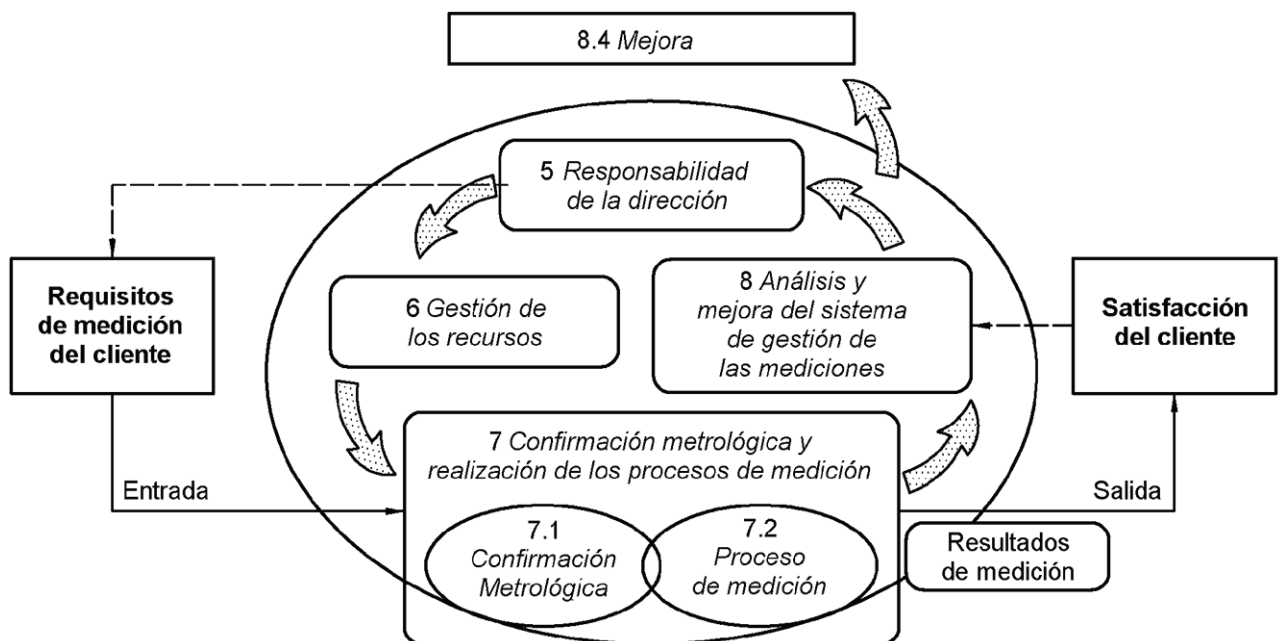 8.4 Mejora
5 Responsabilidad
de la dirección
Requisitos
de medición
del cliente
6 Gestión de
los recursos
8 Análisis y
mejora del sistema
de gestión de
las mediciones
Satisfacción
del cliente
7 Confirmación metrológica y
realización de los procesos de medición
Entrada
Salida
7.1
Confirmación
Metrológica
7.2
Proceso
de medición
Resultados
de medición